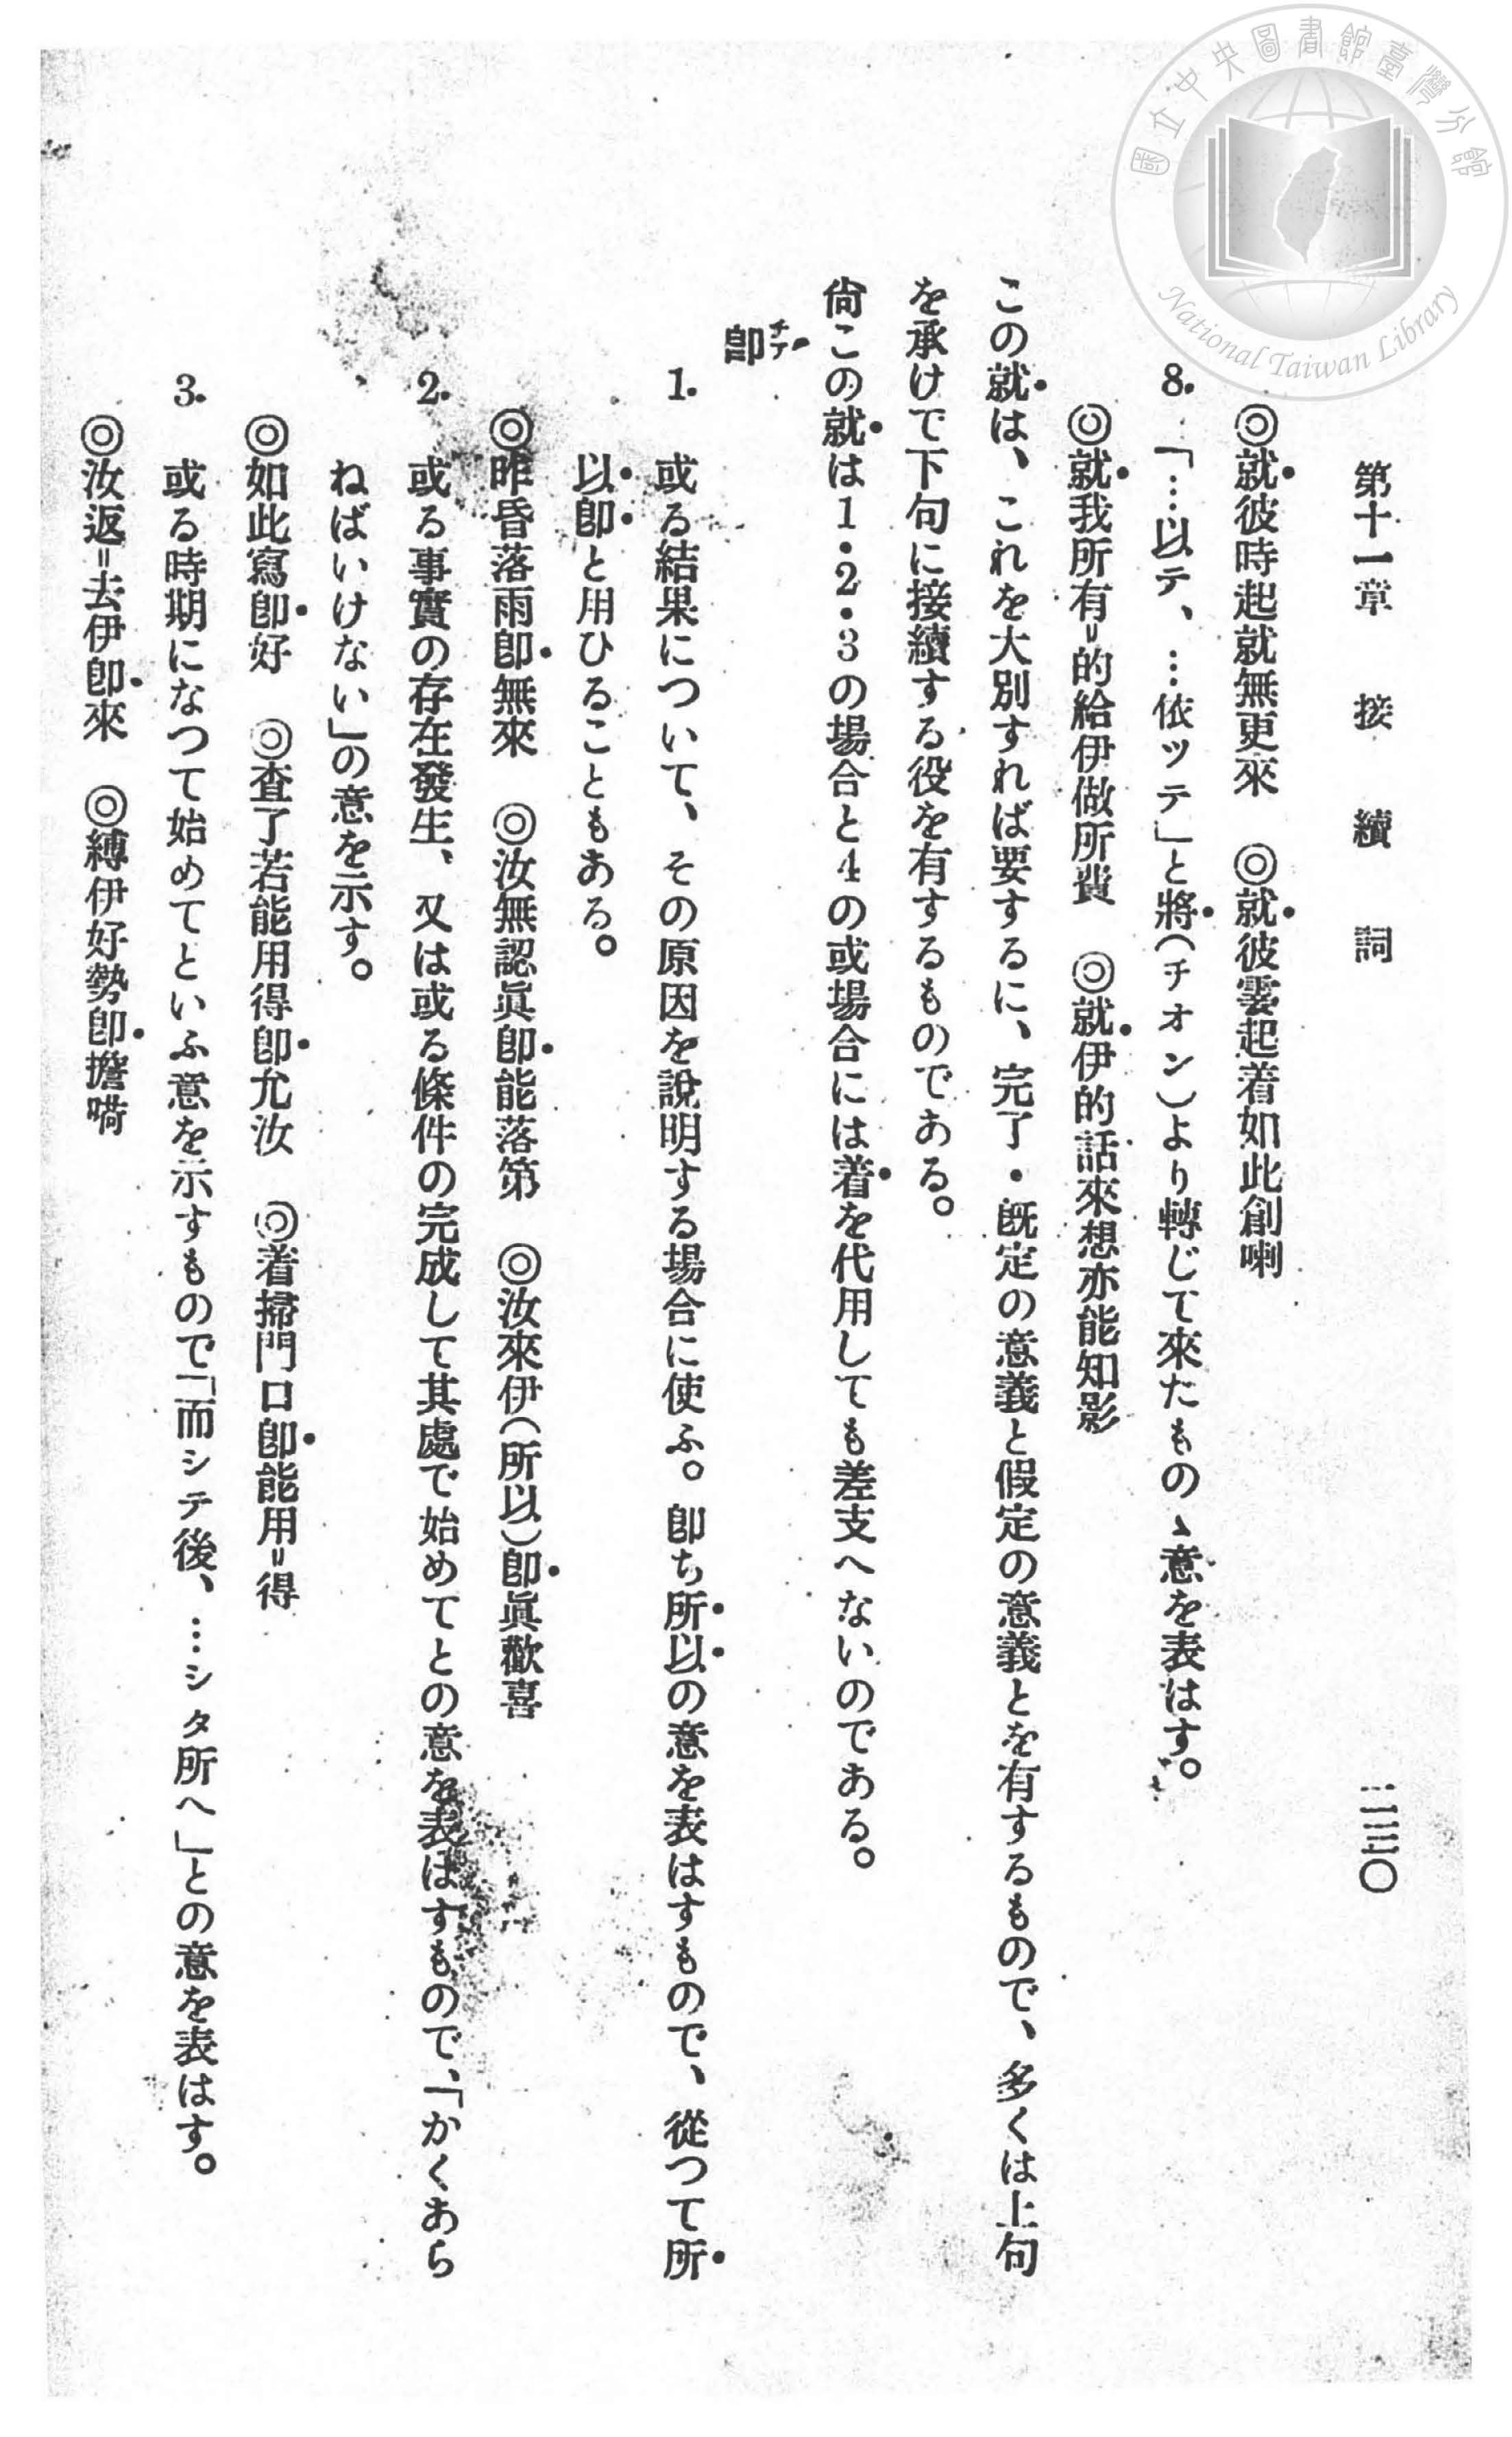 國立中央圖書館臺灣分館
National Taiwan Library
第十一章 接續詞 二三〇
◎就彼時起就無更來 ◎就彼霎起着如此創喇
8. 「…以テ、…依ッテ」と將(チオン)より轉じて來たものゝ意を表はす。
◎就我所有=的給伊做所費 ◎就伊的話來想亦能知影
この就は、これを大別すれば要するに、完了・既定の意義と假定の意義とを有するもので、多くは上句
を承けで下句に接續する役を有するものである。
尙この就は1・2・3の場合と4の或場合には着を代用しても差支へないのである。
卽チア
1. 或る結果について、その原因を說明する場合に使ふ。卽ち所以の意を表はすもので、從つて所
以卽と用ひることもある。
◎昨昏落雨卽無來 ◎汝無認眞卽能落第 ◎汝來伊(所以)卽眞歡喜
2. 或る事實の存在發生、又は或る條件の完成して其處で始めてとの意を表はすもので、「かくあら
ねばいけない」の意を示す。
◎如此寫卽好 ◎査了若能用得卽允汝 ◎着掃門口卽能用=得
3. 或る時期になつて始めてといふ意を示すもので「而シテ後、…シタ所へ」との意を表はす。
◎汝返=去伊卽來 ◎縛伊好勢卽擔嗬